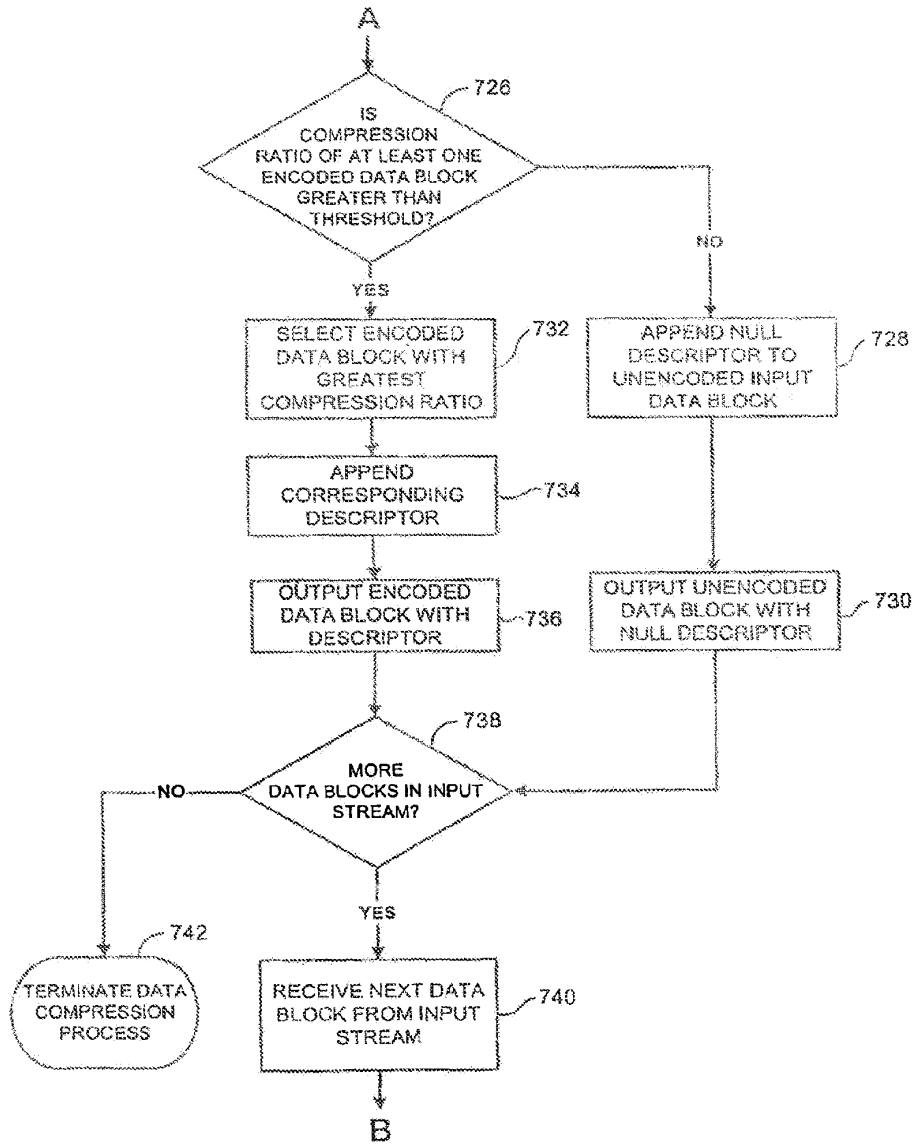 A
726
IS
COMPRESSION
RATIO OF AT LEAST ONE
ENCODED DATA BLOCK
GREATER THAN
THRESHOLD?
NO
YES
SELECT ENCODED
DATA BLOCK WITH
GREATEST
COMPRESSION RATIO
732
APPEND NULL
DESCRIPTOR TO
UNENCODED INPUT
DATA BLOCK
728
APPEND
CORRESPONDING
DESCRIPTOR
734
OUTPUT ENCODED
DATA BLOCK WITH
DESCRIPTOR
736
OUTPUT UNENCODED
DATA BLOCK WITH
NULL DESCRIPTOR
730
738
MORE
DATA BLOCKS IN INPUT
STREAM?
NO
YES
742
TERMINATE DATA
COMPRESSION
PROCESS
RECEIVE NEXT DATA
BLOCK FROM INPUT
STREAM
740
B